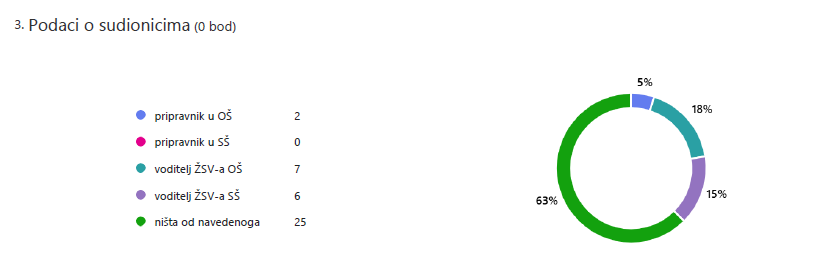 3. Podaci o sudionicima (0 bod)
pripravnik u OŠ 2
pripravnik u SŠ 0
voditelj ŽSV-a OŠ 7
voditelj ŽSV-a SŠ 6
ništa od navedenoga 25
5%
18%
15%
63%